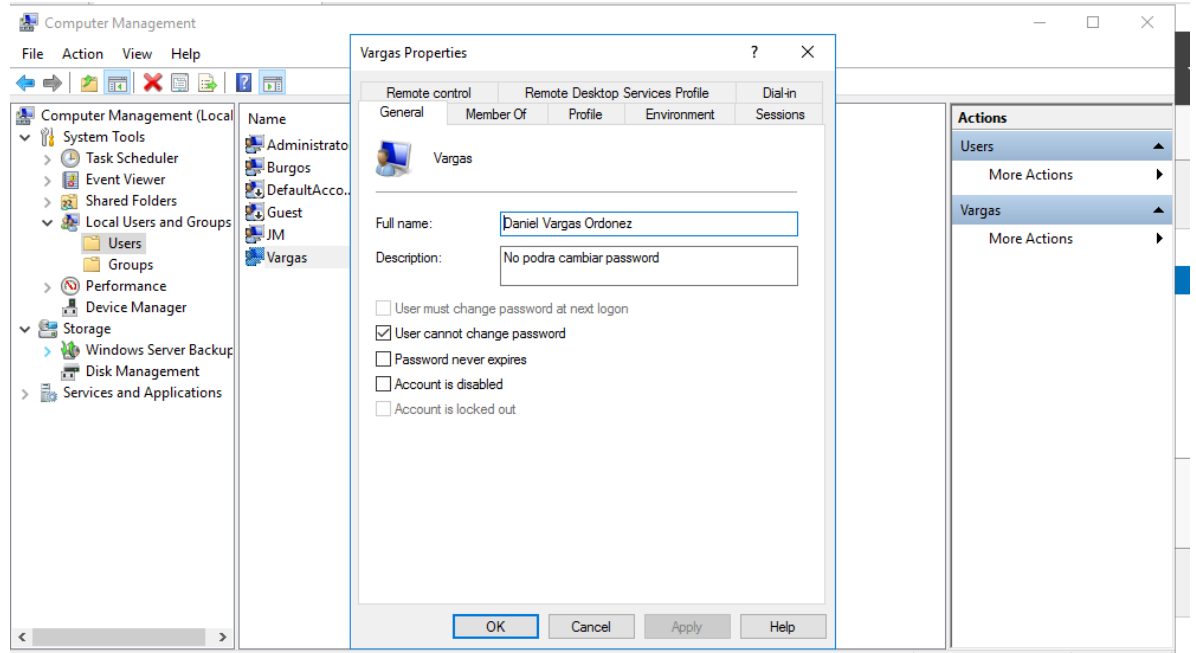 Computer Management
File Action View Help
Computer Management (Local
System Tools
Task Scheduler
Event Viewer
Shared Folders
Local Users and Groups
Users
Groups
Performance
Device Manager
Storage
Windows Server Backup
Disk Management
Services and Applications
Name
Administrato
Burgos
DefaultAcco...
Guest
JM
Vargas
Vargas Properties
Remote control Remote Desktop Services Profile Dial-in
General Member Of Profile Environment Sessions
Vargas
Full name: Daniel Vargas Ordonez
Description: No podra cambiar password
User must change password at next logon
User cannot change password
Password never expires
Account is disabled
Account is locked out
OK Cancel Apply Help
Actions
Users
More Actions
Vargas
More Actions